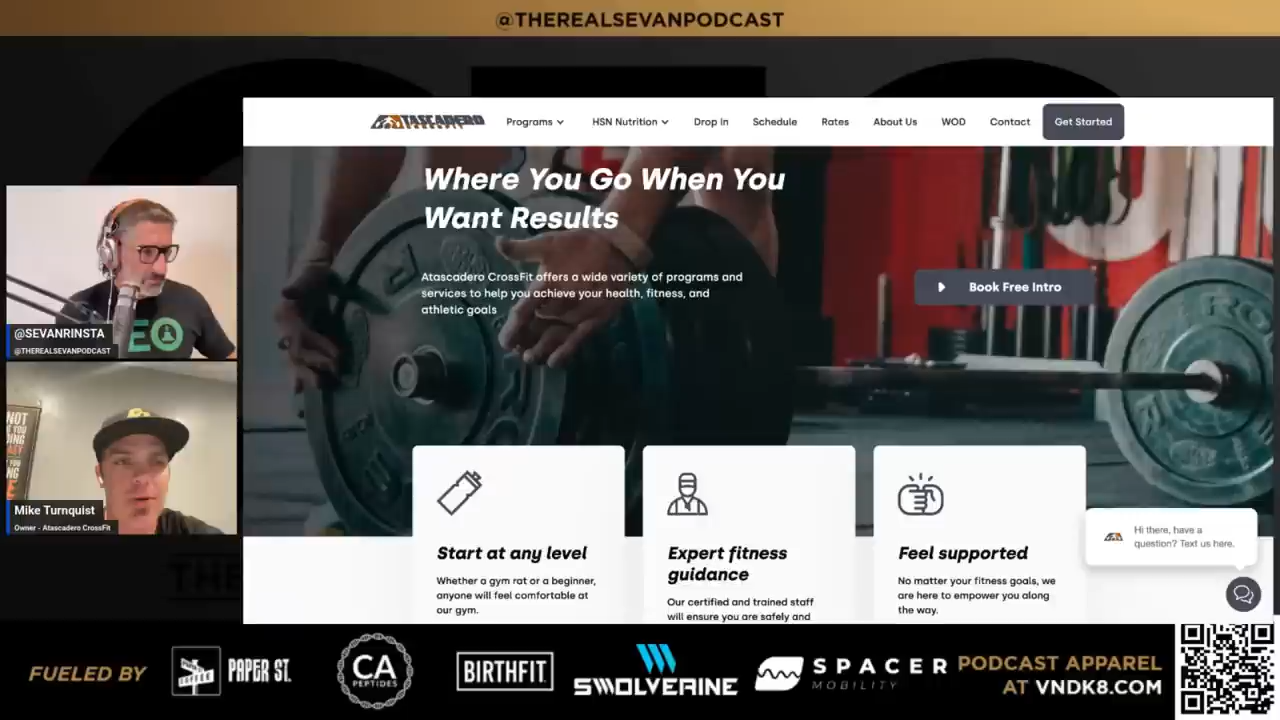 @THEREALSEVANPODCAST
ATASCADERO
CROSSFIT
Programs
HSN Nutrition
Drop In
Schedule
Rates
About Us
WOD
Contact
Get Started
Where You Go When You
Want Results
Atascadero CrossFit offers a wide variety of programs and
services to help you achieve your health, fitness, and
athletic goals
Book Free Intro
@SEVANRINSTA
@THEREALSEVANPODCAST
NOT
Mike Turnquist
Owner - Atascadero CrossFit
Start at any level
Whether a gym rat or a beginner,
anyone will feel comfortable at
our gym.
Expert fitness
guidance
Our certified and trained staff
will ensure you are safely and
Feel supported
No matter your fitness goals, we
are here to empower you along
the way.
Hi there, have a
question? Text us here.
FUELED BY
PAPER ST.
CA
PEPTIDES
BIRTHFIT.
SWOLVERINE
SPACER
MOBILITY
PODCAST APPAREL
AT VNDK8.COM